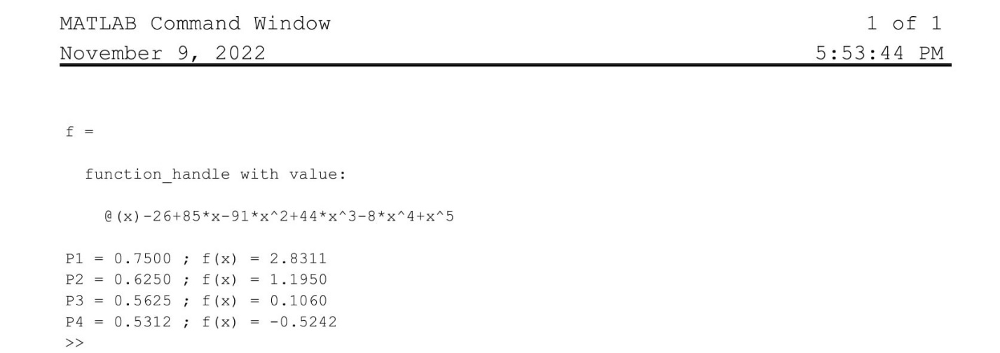 MATLAB Command Window 1 of 1
November 9, 2022 5:53:44 PM
f =
function_handle with value:
@(x)-26+85*x-91*x^2+44*x^3-8*x^4+x^5
P1 = 0.7500 ; f(x) = 2.8311
P2 = 0.6250 ; f(x) = 1.1950
P3 = 0.5625 ; f(x) = 0.1060
P4 = 0.5312 ; f(x) = -0.5242
>>